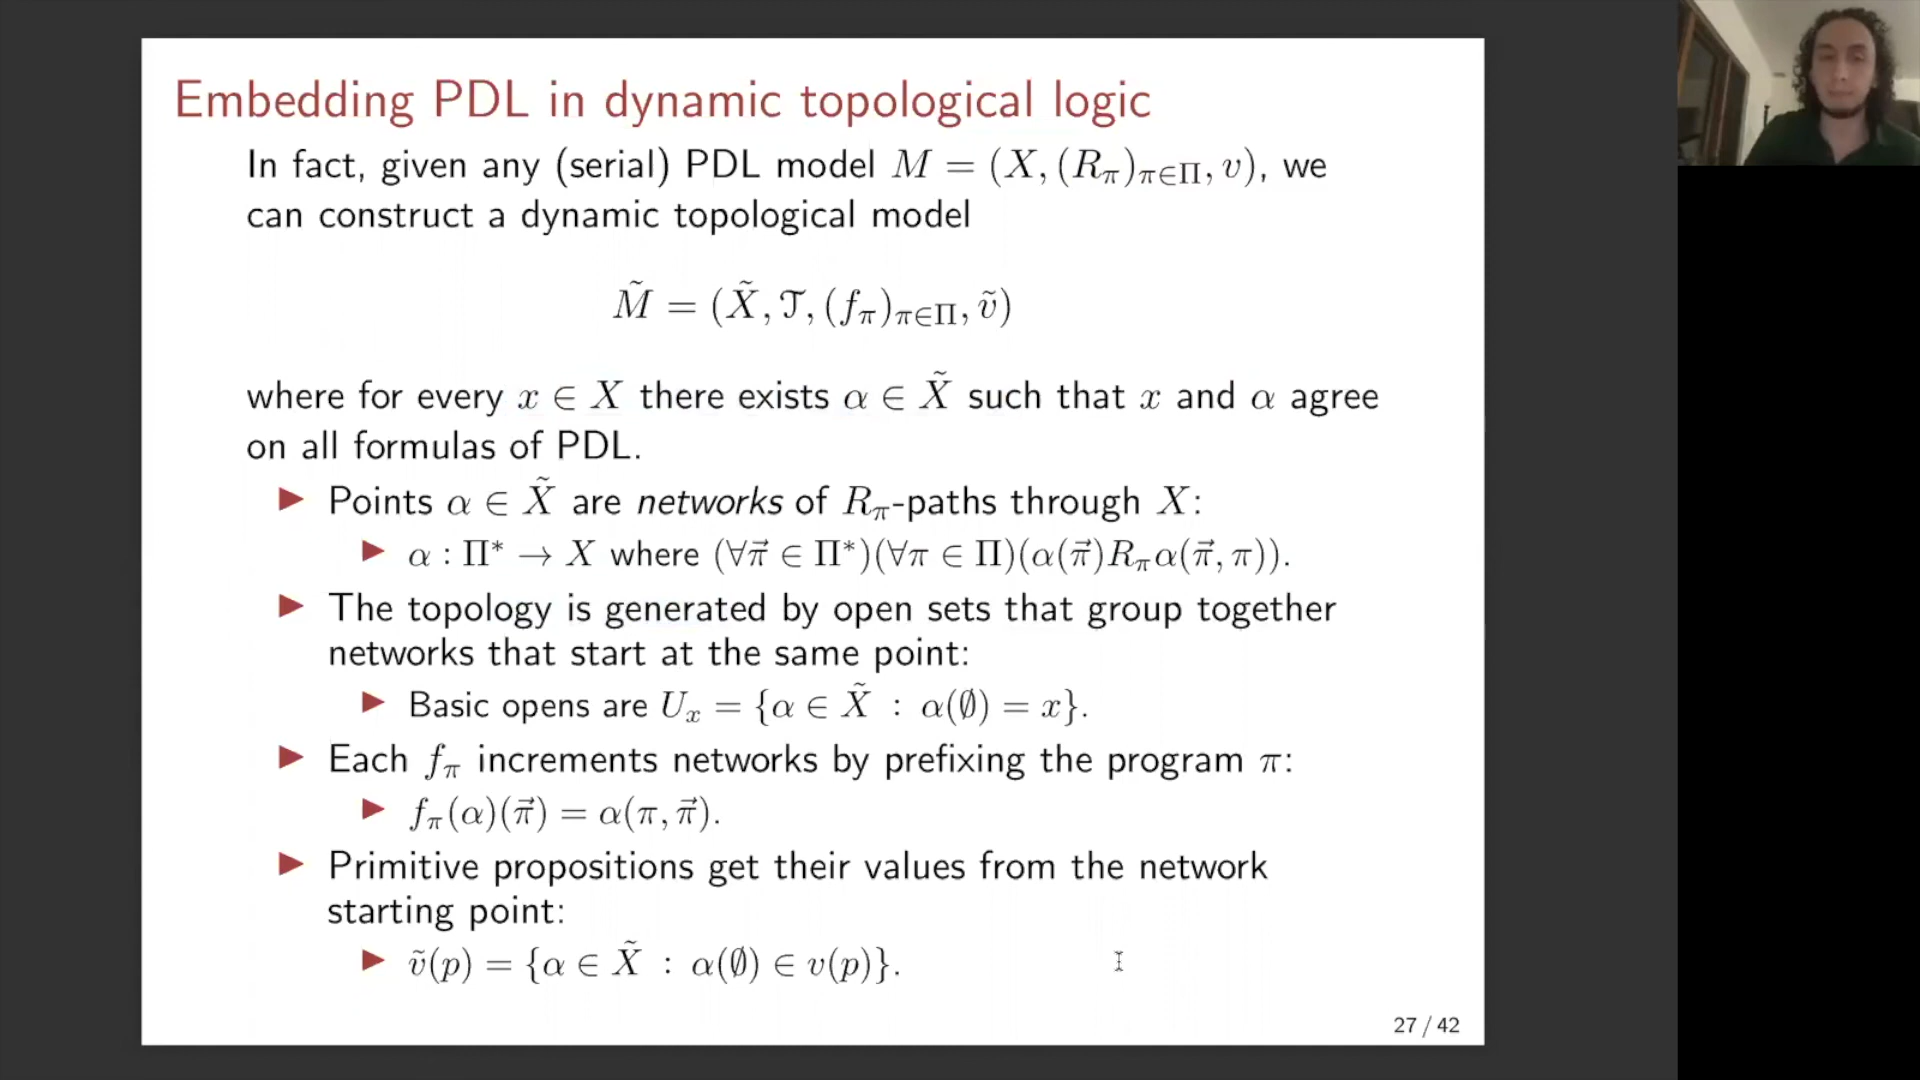 Embedding PDL in dynamic topological logic
In fact, given any (serial) PDL model M = (X, (R_π)_{π∈Π}, v), we
can construct a dynamic topological model
M̃ = (X̃, 𝒯, (f_π)_{π∈Π}, ṽ)
where for every x ∈ X there exists α ∈ X̃ such that x and α agree
on all formulas of PDL.
▶ Points α ∈ X̃ are networks of R_π-paths through X:
▶ α : Π* → X where (∀π⃗ ∈ Π*)(∀π ∈ Π)(α(π⃗)R_πα(π⃗, π)).
▶ The topology is generated by open sets that group together
networks that start at the same point:
▶ Basic opens are U_x = {α ∈ X̃ : α(∅) = x}.
▶ Each f_π increments networks by prefixing the program π:
▶ f_π(α)(π⃗) = α(π, π⃗).
▶ Primitive propositions get their values from the network
starting point:
▶ ṽ(p) = {α ∈ X̃ : α(∅) ∈ v(p)}.
27 / 42